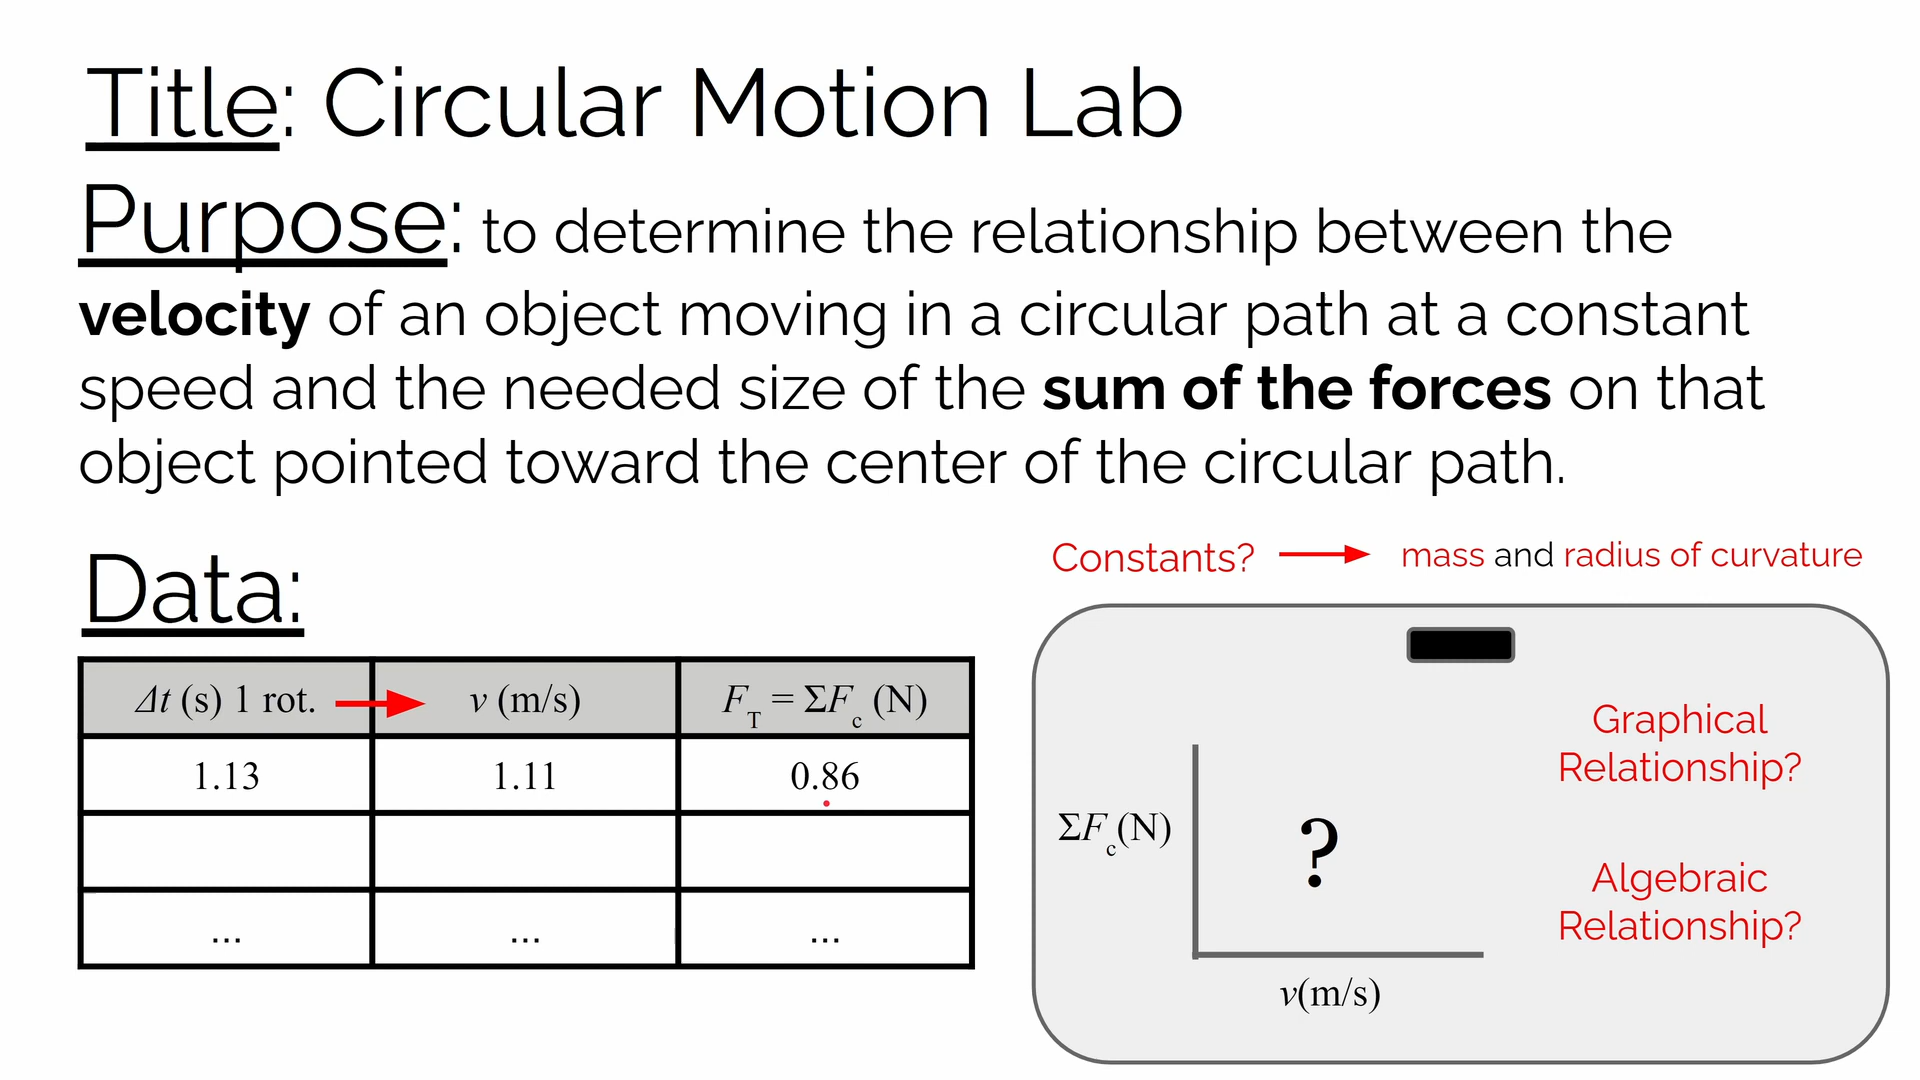 Title: Circular Motion Lab
Purpose: to determine the relationship between the
velocity of an object moving in a circular path at a constant
speed and the needed size of the sum of the forces on that
object pointed toward the center of the circular path.
Data:
Δt (s) 1 rot. v (m/s) F_T = ΣF_c (N)
1.13 1.11 0.86
... ... ...
Constants? mass and radius of curvature
Graphical
Relationship?
ΣF_c(N)
?
Algebraic
Relationship?
v(m/s)